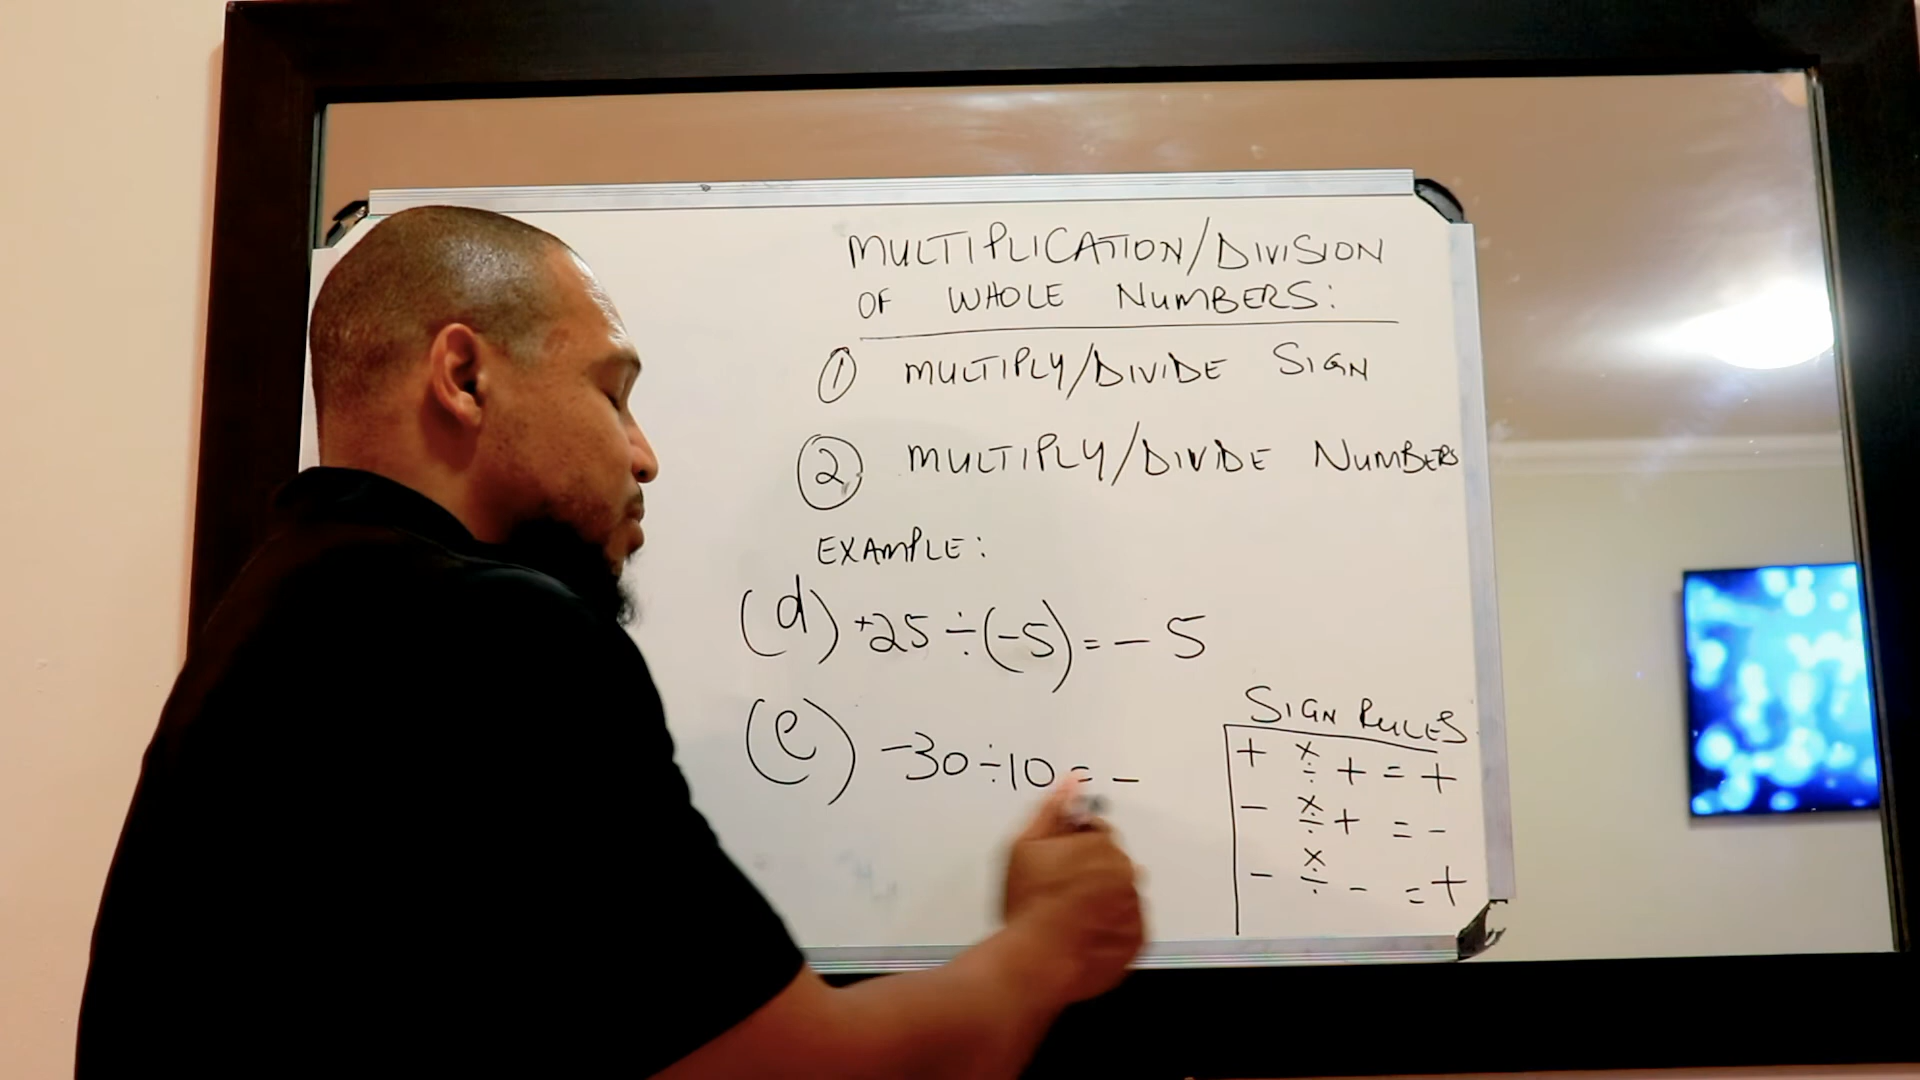 MULTIPLICATION/DIVISION
OF WHOLE NUMBERS:
① MULTIPLY/DIVIDE SIGN
② MULTIPLY/DIVIDE NUMBERS
EXAMPLE:
(d) +25÷(-5)=-5
(e) -30÷10=-
SIGN RULES
+ ×/÷ + = +
- ×/÷ + = -
- ×/÷ - = +